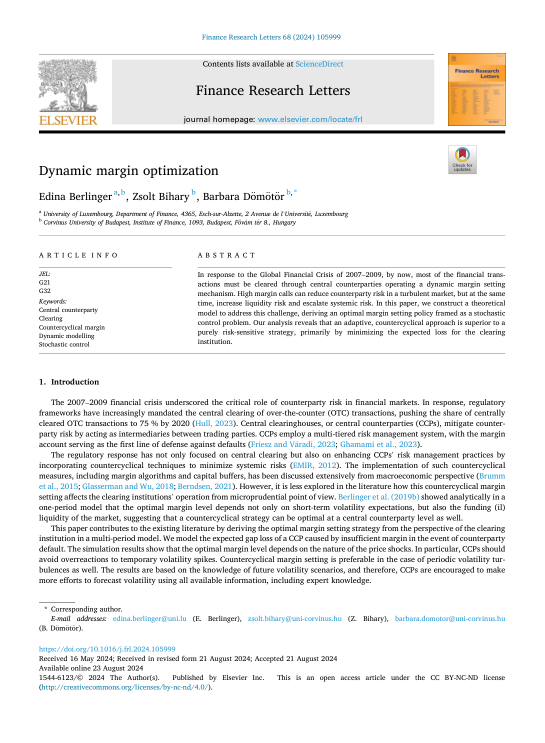 Finance Research Letters 68 (2024) 105999
Contents lists available at ScienceDirect
Finance Research Letters
journal homepage: www.elsevier.com/locate/frl
ELSEVIER
Finance Research Letters
Check for
updates
Dynamic margin optimization
Edina Berlinger a,b, Zsolt Bihary b, Barbara Dömötör b,*
a University of Luxembourg, Department of Finance, 4365, Esch-sur-Alzette, 2 Avenue de l'Université, Luxembourg
b Corvinus University of Budapest, Institute of Finance, 1093, Budapest, Fővám tér 8., Hungary
ARTICLE INFO
JEL:
G21
G32
Keywords:
Central counterparty
Clearing
Countercyclical margin
Dynamic modelling
Stochastic control
ABSTRACT
In response to the Global Financial Crisis of 2007–2009, by now, most of the financial trans-
actions must be cleared through central counterparties operating a dynamic margin setting
mechanism. High margin calls can reduce counterparty risk in a turbulent market, but at the same
time, increase liquidity risk and escalate systemic risk. In this paper, we construct a theoretical
model to address this challenge, deriving an optimal margin setting policy framed as a stochastic
control problem. Our analysis reveals that an adaptive, countercyclical approach is superior to a
purely risk-sensitive strategy, primarily by minimizing the expected loss for the clearing
institution.
1. Introduction
The 2007–2009 financial crisis underscored the critical role of counterparty risk in financial markets. In response, regulatory
frameworks have increasingly mandated the central clearing of over-the-counter (OTC) transactions, pushing the share of centrally
cleared OTC transactions to 75 % by 2020 (Hull, 2023). Central clearinghouses, or central counterparties (CCPs), mitigate counter-
party risk by acting as intermediaries between trading parties. CCPs employ a multi-tiered risk management system, with the margin
account serving as the first line of defense against defaults (Friesz and Váradi, 2023; Ghamami et al., 2023).
The regulatory response has not only focused on central clearing but also on enhancing CCPs' risk management practices by
incorporating countercyclical techniques to minimize systemic risks (EMIR, 2012). The implementation of such countercyclical
measures, including margin algorithms and capital buffers, has been discussed extensively from macroeconomic perspective (Brumm
et al., 2015; Glasserman and Wu, 2018; Berndsen, 2021). However, it is less explored in the literature how this countercyclical margin
setting affects the clearing institutions' operation from microprudential point of view. Berlinger et al. (2019b) showed analytically in a
one-period model that the optimal margin level depends not only on short-term volatility expectations, but also the funding (il)
liquidity of the market, suggesting that a countercyclical strategy can be optimal at a central counterparty level as well.
This paper contributes to the existing literature by deriving the optimal margin setting strategy from the perspective of the clearing
institution in a multi-period model. We model the expected gap loss of a CCP caused by insufficient margin in the event of counterparty
default. The simulation results show that the optimal margin level depends on the nature of the price shocks. In particular, CCPs should
avoid overreactions to temporary volatility spikes. Countercyclical margin setting is preferable in the case of periodic volatility tur-
bulences as well. The results are based on the knowledge of future volatility scenarios, and therefore, CCPs are encouraged to make
more efforts to forecast volatility using all available information, including expert knowledge.
* Corresponding author.
E-mail addresses: edina.berlinger@uni.lu (E. Berlinger), zsolt.bihary@uni-corvinus.hu (Z. Bihary), barbara.domotor@uni-corvinus.hu
(B. Dömötör).
https://doi.org/10.1016/j.frl.2024.105999
Received 16 May 2024; Received in revised form 21 August 2024; Accepted 21 August 2024
Available online 23 August 2024
1544-6123/© 2024 The Author(s). Published by Elsevier Inc. This is an open access article under the CC BY-NC-ND license
(http://creativecommons.org/licenses/by-nc-nd/4.0/).